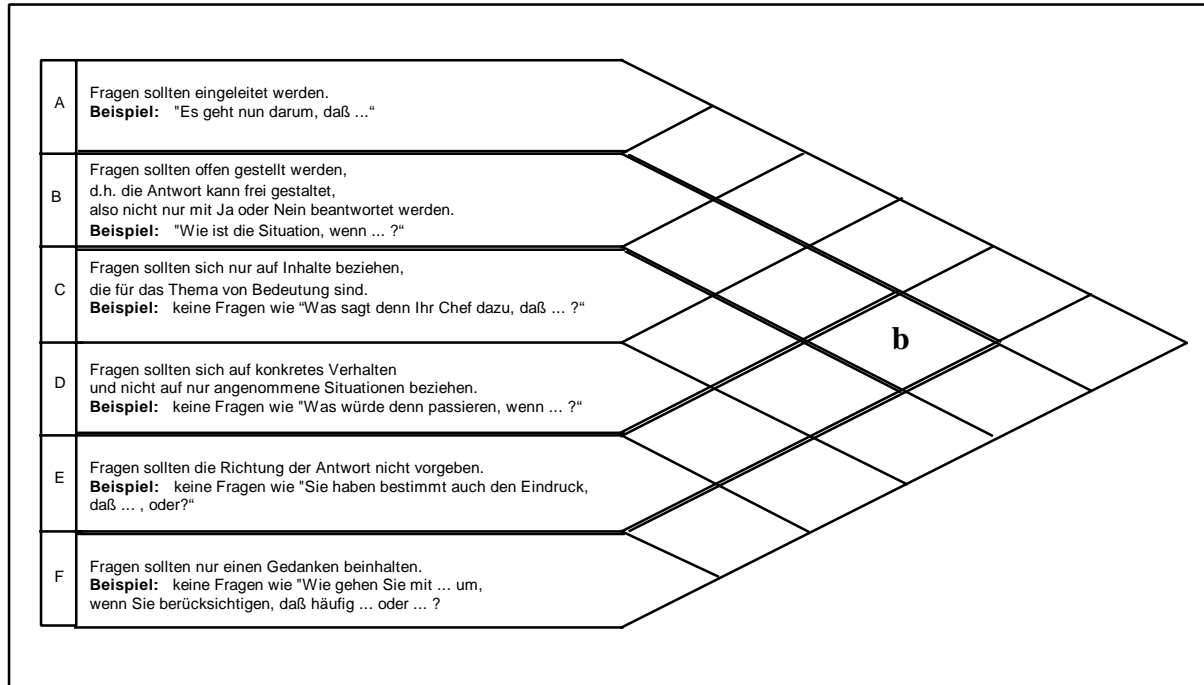 A
Fragen sollten eingeleitet werden.
Beispiel: "Es geht nun darum, daß ...“
B
Fragen sollten offen gestellt werden,
d.h. die Antwort kann frei gestaltet,
also nicht nur mit Ja oder Nein beantwortet werden.
Beispiel: "Wie ist die Situation, wenn ... ?“
C
Fragen sollten sich nur auf Inhalte beziehen,
die für das Thema von Bedeutung sind.
Beispiel: keine Fragen wie “Was sagt denn Ihr Chef dazu, daß ... ?“
b
D
Fragen sollten sich auf konkretes Verhalten
und nicht auf nur angenommene Situationen beziehen.
Beispiel: keine Fragen wie "Was würde denn passieren, wenn ... ?“
E
Fragen sollten die Richtung der Antwort nicht vorgeben.
Beispiel: keine Fragen wie "Sie haben bestimmt auch den Eindruck,
daß ... , oder?“
F
Fragen sollten nur einen Gedanken beinhalten.
Beispiel: keine Fragen wie "Wie gehen Sie mit ... um,
wenn Sie berücksichtigen, daß häufig ... oder ... ?